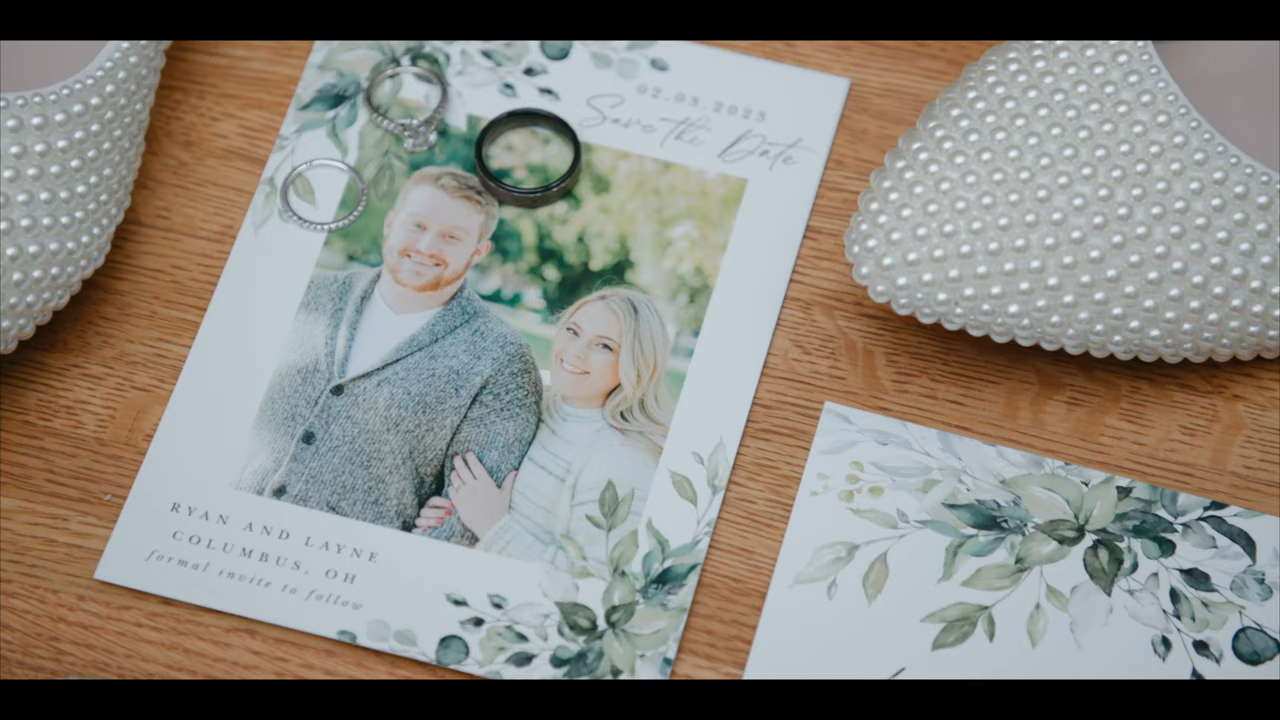 02.03.2023
Save the Date
RYAN AND LAYNE
COLUMBUS, OH
formal invite to follow